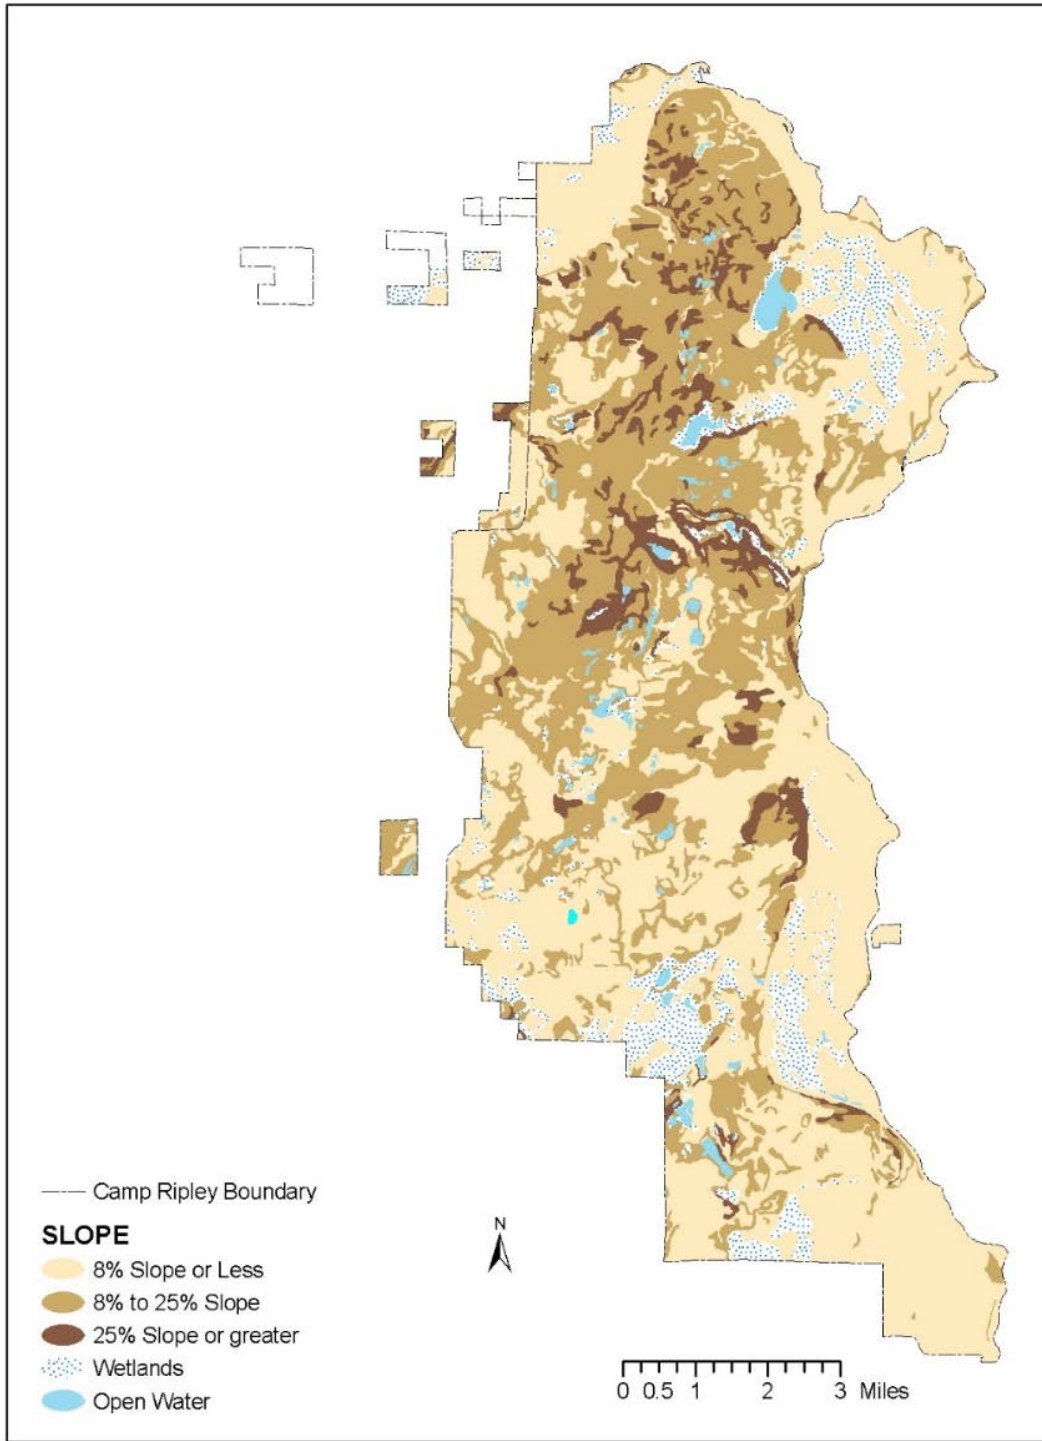 Camp Ripley Boundary
SLOPE
8% Slope or Less
8% to 25% Slope
25% Slope or greater
Wetlands
Open Water
N
0 0.5 1 2 3 Miles